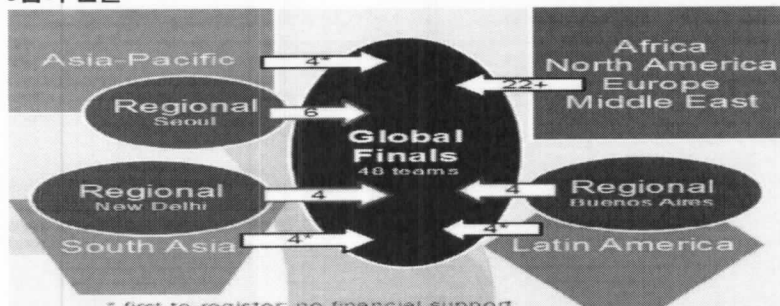 Asia-Pacific
4*
Regional
Seoul
6
Global
Finals
48 teams
Africa
North America
Europe
Middle East
22+
Regional
New Delhi
4
South Asia
4*
Regional
Buenos Aires
4
Latin America
4*
* first to register, no financial support